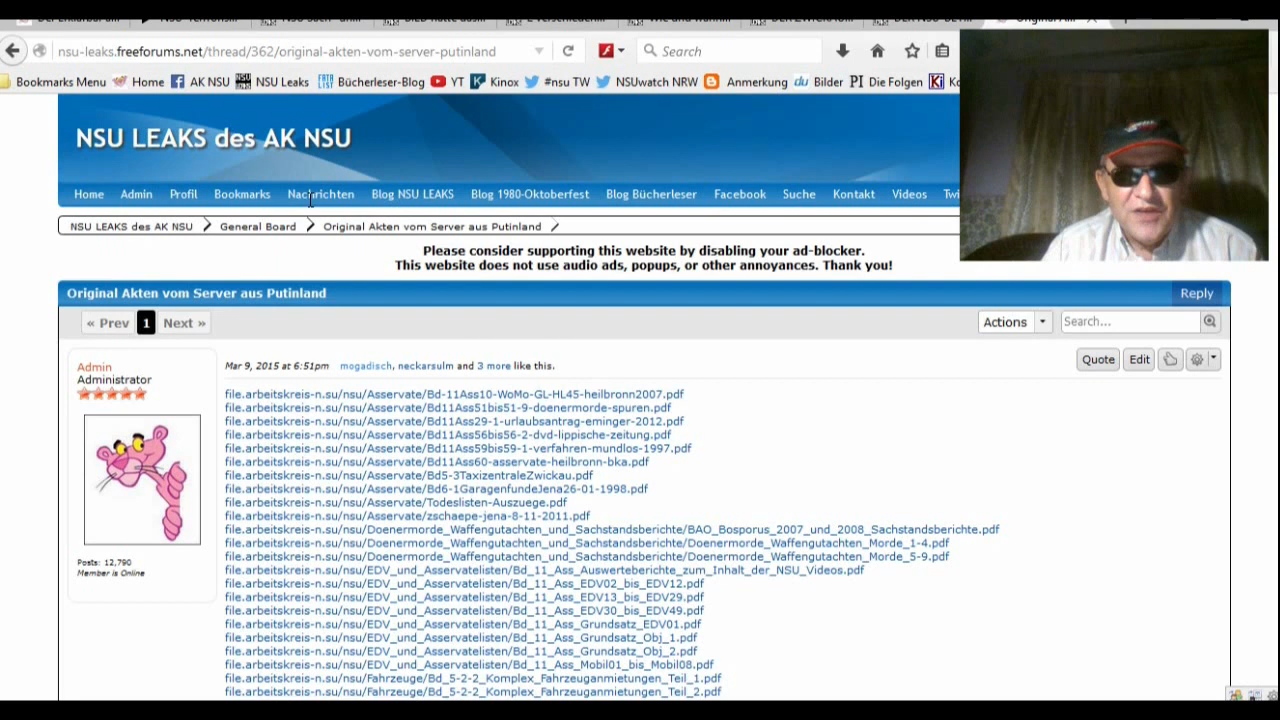 nsu-leaks.freeforums.net/thread/362/original-akten-vom-server-putinland
Search
Bookmarks Menu Home AK NSU NSU Leaks Bücherleser-Blog YT Kinox #nsu TW NSUwatch NRW Anmerkung du Bilder PI Die Folgen Ki
NSU LEAKS des AK NSU
Home Admin Profil Bookmarks Nachrichten Blog NSU LEAKS Blog 1980-Oktoberfest Blog Bücherleser Facebook Suche Kontakt Videos Twi
NSU LEAKS des AK NSU General Board Original Akten vom Server aus Putinland
Please consider supporting this website by disabling your ad-blocker.
This website does not use audio ads, popups, or other annoyances. Thank you!
Original Akten vom Server aus Putinland Reply
« Prev 1 Next » Actions Search...
Admin
Administrator
Posts: 12,790
Member is Online
Mar 9, 2015 at 6:51pm mogadisch, neckarsulm and 3 more like this. Quote Edit
file.arbeitskreis-n.su/nsu/Asservate/Bd-11Ass10-WoMo-GL-HL45-heilbronn2007.pdf
file.arbeitskreis-n.su/nsu/Asservate/Bd11Ass51bis51-9-doenermorde-spuren.pdf
file.arbeitskreis-n.su/nsu/Asservate/Bd11Ass29-1-urlaubsantrag-eminger-2012.pdf
file.arbeitskreis-n.su/nsu/Asservate/Bd11Ass56bis56-2-dvd-lippische-zeitung.pdf
file.arbeitskreis-n.su/nsu/Asservate/Bd11Ass59bis59-1-verfahren-mundlos-1997.pdf
file.arbeitskreis-n.su/nsu/Asservate/Bd11Ass60-asservate-heilbronn-bka.pdf
file.arbeitskreis-n.su/nsu/Asservate/Bd5-3TaxizentraleZwickau.pdf
file.arbeitskreis-n.su/nsu/Asservate/Bd6-1GaragenfundeJena26-01-1998.pdf
file.arbeitskreis-n.su/nsu/Asservate/Todeslisten-Auszuege.pdf
file.arbeitskreis-n.su/nsu/Asservate/zschaepe-jena-8-11-2011.pdf
file.arbeitskreis-n.su/nsu/Doenermorde_Waffengutachten_und_Sachstandsberichte/BAO_Bosporus_2007_und_2008_Sachstandsberichte.pdf
file.arbeitskreis-n.su/nsu/Doenermorde_Waffengutachten_und_Sachstandsberichte/Doenermorde_Waffengutachten_Morde_1-4.pdf
file.arbeitskreis-n.su/nsu/Doenermorde_Waffengutachten_und_Sachstandsberichte/Doenermorde_Waffengutachten_Morde_5-9.pdf
file.arbeitskreis-n.su/nsu/EDV_und_Asservatelisten/Bd_11_Ass_Auswerteberichte_zum_Inhalt_der_NSU_Videos.pdf
file.arbeitskreis-n.su/nsu/EDV_und_Asservatelisten/Bd_11_Ass_EDV02_bis_EDV12.pdf
file.arbeitskreis-n.su/nsu/EDV_und_Asservatelisten/Bd_11_Ass_EDV13_bis_EDV29.pdf
file.arbeitskreis-n.su/nsu/EDV_und_Asservatelisten/Bd_11_Ass_EDV30_bis_EDV49.pdf
file.arbeitskreis-n.su/nsu/EDV_und_Asservatelisten/Bd_11_Ass_Grundsatz_EDV01.pdf
file.arbeitskreis-n.su/nsu/EDV_und_Asservatelisten/Bd_11_Ass_Grundsatz_Obj_1.pdf
file.arbeitskreis-n.su/nsu/EDV_und_Asservatelisten/Bd_11_Ass_Grundsatz_Obj_2.pdf
file.arbeitskreis-n.su/nsu/EDV_und_Asservatelisten/Bd_11_Ass_Mobil01_bis_Mobil08.pdf
file.arbeitskreis-n.su/nsu/Fahrzeuge/Bd_5-2-2_Komplex_Fahrzeuganmietungen_Teil_1.pdf
file.arbeitskreis-n.su/nsu/Fahrzeuge/Bd_5-2-2_Komplex_Fahrzeuganmietungen_Teil_2.pdf